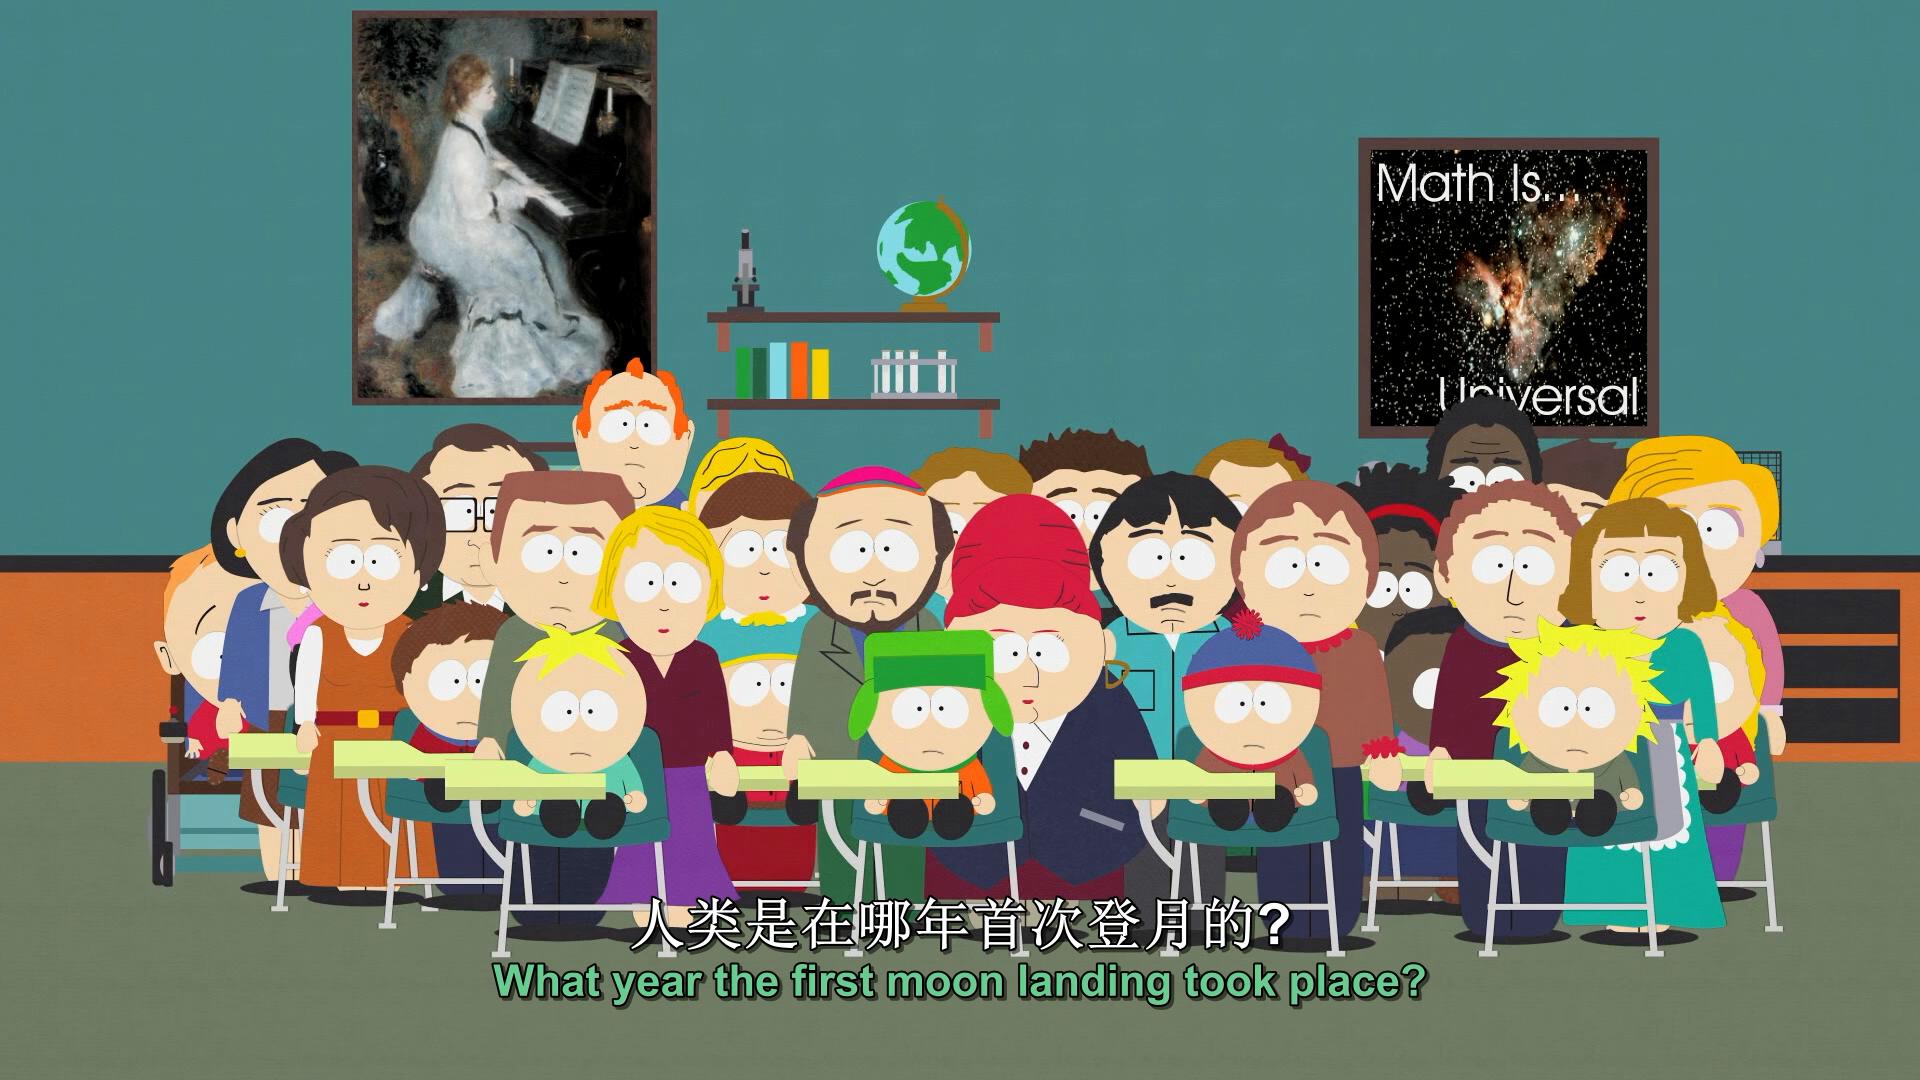 Math Is...
Universal
人类是在哪年首次登月的?
What year the first moon landing took place?